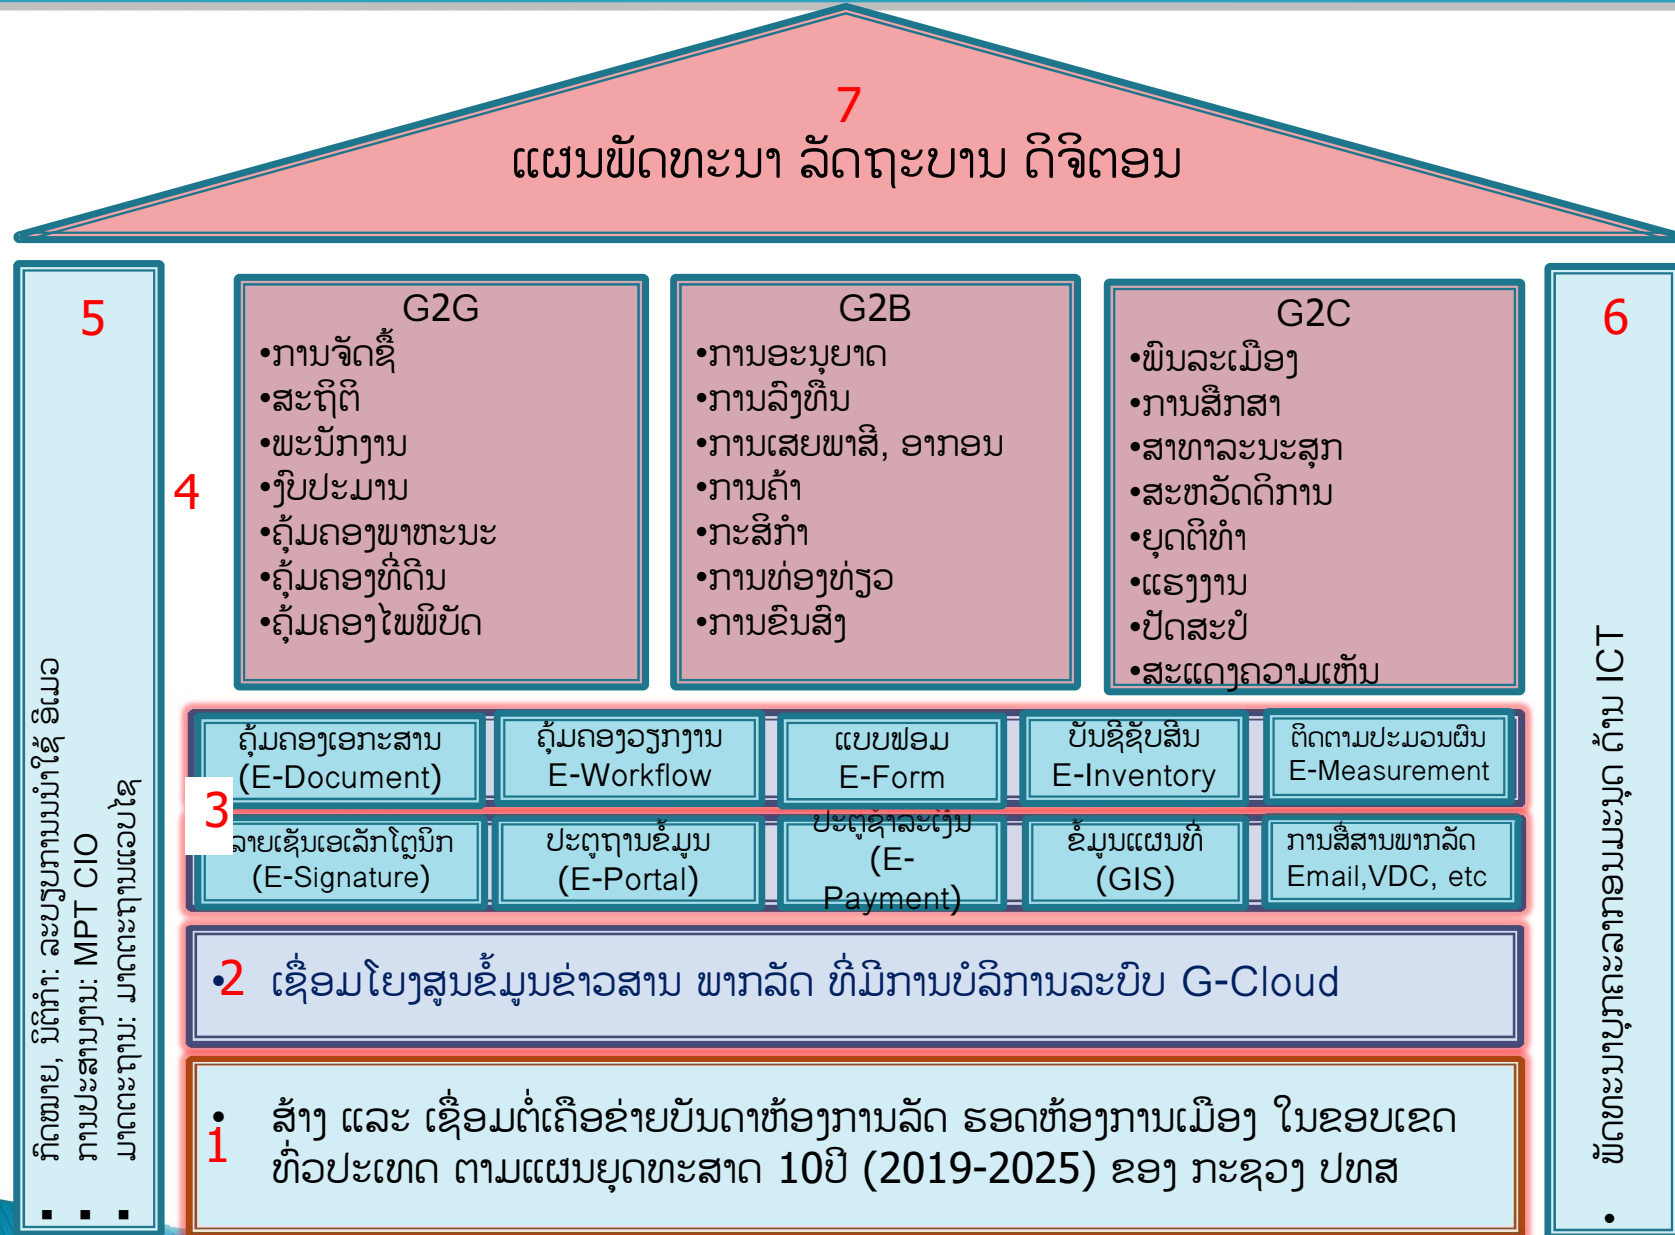 7
ແຜນພັດທະນາ ລັດຖະບານ ດິຈິຕອນ
5
▪ ກົດໝາຍ, ນິຕິກຳ: ລະບຽບການນຳໃຊ້ ອີເມວ
▪ ການປະສານງານ: MPT CIO
▪ ມາດຕະຖານ: ມາດຕະຖານແອບໄຊ
4
G2G
•ການຈັດຊື້
•ສະຖິຕິ
•ພະນັກງານ
•ງົບປະມານ
•ຄຸ້ມຄອງພາຫະນະ
•ຄຸ້ມຄອງທີ່ດິນ
•ຄຸ້ມຄອງໄພພິບັດ
G2B
•ການອະນຸຍາດ
•ການລົງທຶນ
•ການເສຍພາສີ, ອາກອນ
•ການຄ້າ
•ກະສິກຳ
•ການທ່ອງທ່ຽວ
•ການຂົນສົ່ງ
G2C
•ພົນລະເມືອງ
•ການສຶກສາ
•ສາທາລະນະສຸກ
•ສະຫວັດດີການ
•ຍຸດຕິທຳ
•ແຮງງານ
•ປັດສະປໍ
•ສະແດງຄວາມເຫັນ
6
• ພັດທະນາບຸກຄະລາກອນມະນຸດ ດ້ານ ICT
3
ຄຸ້ມຄອງເອກະສານ
(E-Document)
ຄຸ້ມຄອງວຽກງານ
E-Workflow
ແບບຟອມ
E-Form
ບັນຊີຊັບສິນ
E-Inventory
ຕິດຕາມປະມວນຜົນ
E-Measurement
ລາຍເຊັນເອເລັກໂຕຼນິກ
(E-Signature)
ປະຕູຖານຂໍ້ມູນ
(E-Portal)
ປະຕູຊຳລະເງິນ
(E-
Payment)
ຂໍ້ມູນແຜນທີ່
(GIS)
ການສື່ສານພາກລັດ
Email,VDC, etc
2
• ເຊື່ອມໂຍງສູນຂໍ້ມູນຂ່າວສານ ພາກລັດ ທີ່ມີການບໍລິການລະບົບ G-Cloud
1
• ສ້າງ ແລະ ເຊື່ອມຕໍ່ເຄືອຂ່າຍບັນດາຫ້ອງການລັດ ຮອດຫ້ອງການເມືອງ ໃນຂອບເຂດ
ທົ່ວປະເທດ ຕາມແຜນຍຸດທະສາດ 10ປີ (2019-2025) ຂອງ ກະຊວງ ປທສ